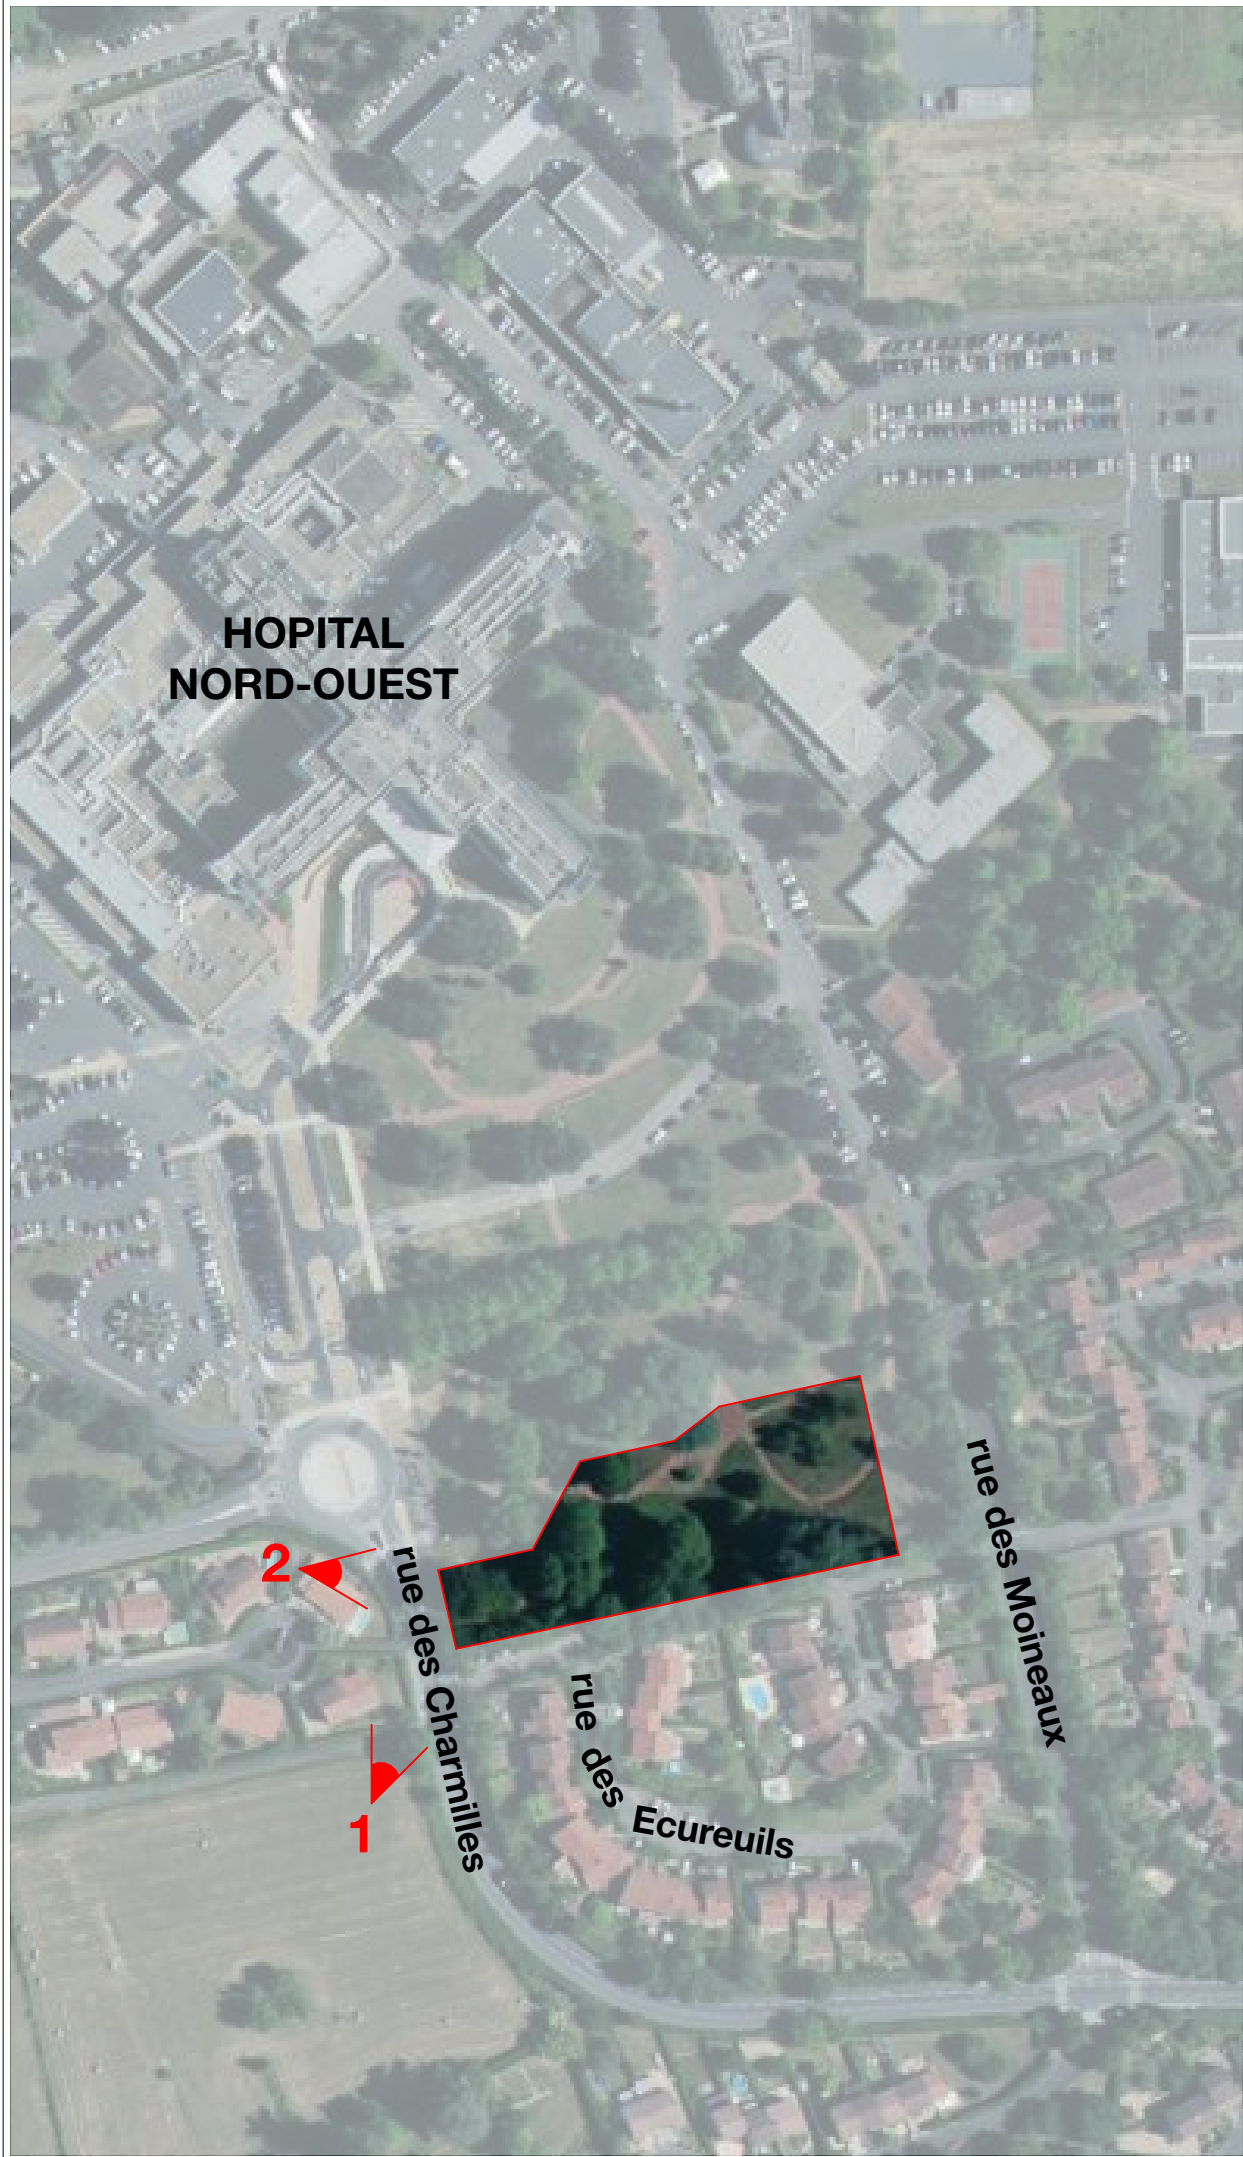 HOPITAL
NORD-OUEST
rue des Moineaux
2
rue des Charmilles
rue des Ecureuils
1